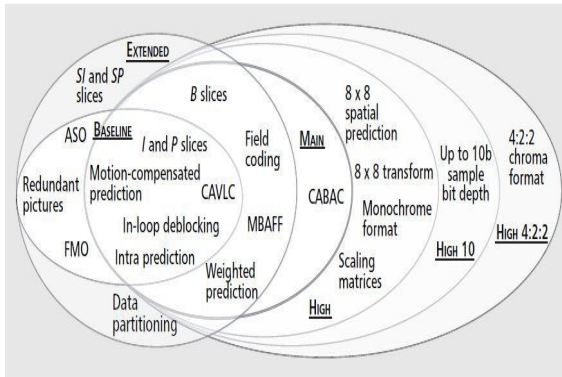 EXTENDED
SI and SP
slices
B slices
ASO
BASELINE
I and P slices
Field
coding
MAIN
8 x 8
spatial
prediction
Redundant
pictures
Motion-compensated
prediction
CAVLC
CABAC
8 x 8 transform
Up to 10b
sample
bit depth
4:2:2
chroma
format
In-loop deblocking
MBAFF
Monochrome
format
HIGH 4:2:2
FMO
Intra prediction
HIGH 10
Weighted
prediction
Scaling
matrices
Data
partitioning
HIGH